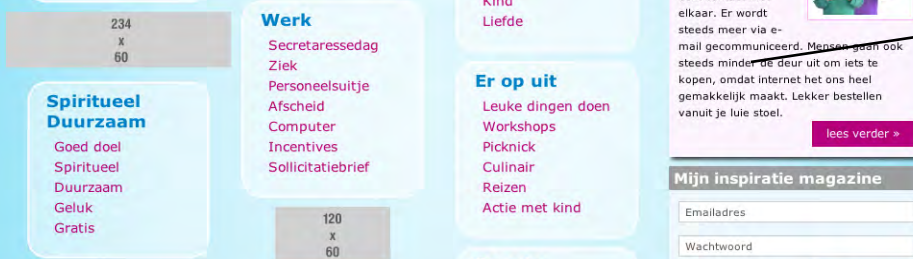 234
x
60
Spiritueel
Duurzaam
Goed doel
Spiritueel
Duurzaam
Geluk
Gratis
Werk
Secretaressedag
Ziek
Personeelsuitje
Afscheid
Computer
Incentives
Sollicitatiebrief
120
x
60
Kind
Liefde
Er op uit
Leuke dingen doen
Workshops
Picknick
Culinair
Reizen
Actie met kind
elkaar. Er wordt
steeds meer via e-
mail gecommuniceerd. Mensen gaan ook
steeds minder de deur uit om iets te
kopen, omdat internet het ons heel
gemakkelijk maakt. Lekker bestellen
vanuit je luie stoel.
lees verder »
Mijn inspiratie magazine
Emailadres
Wachtwoord